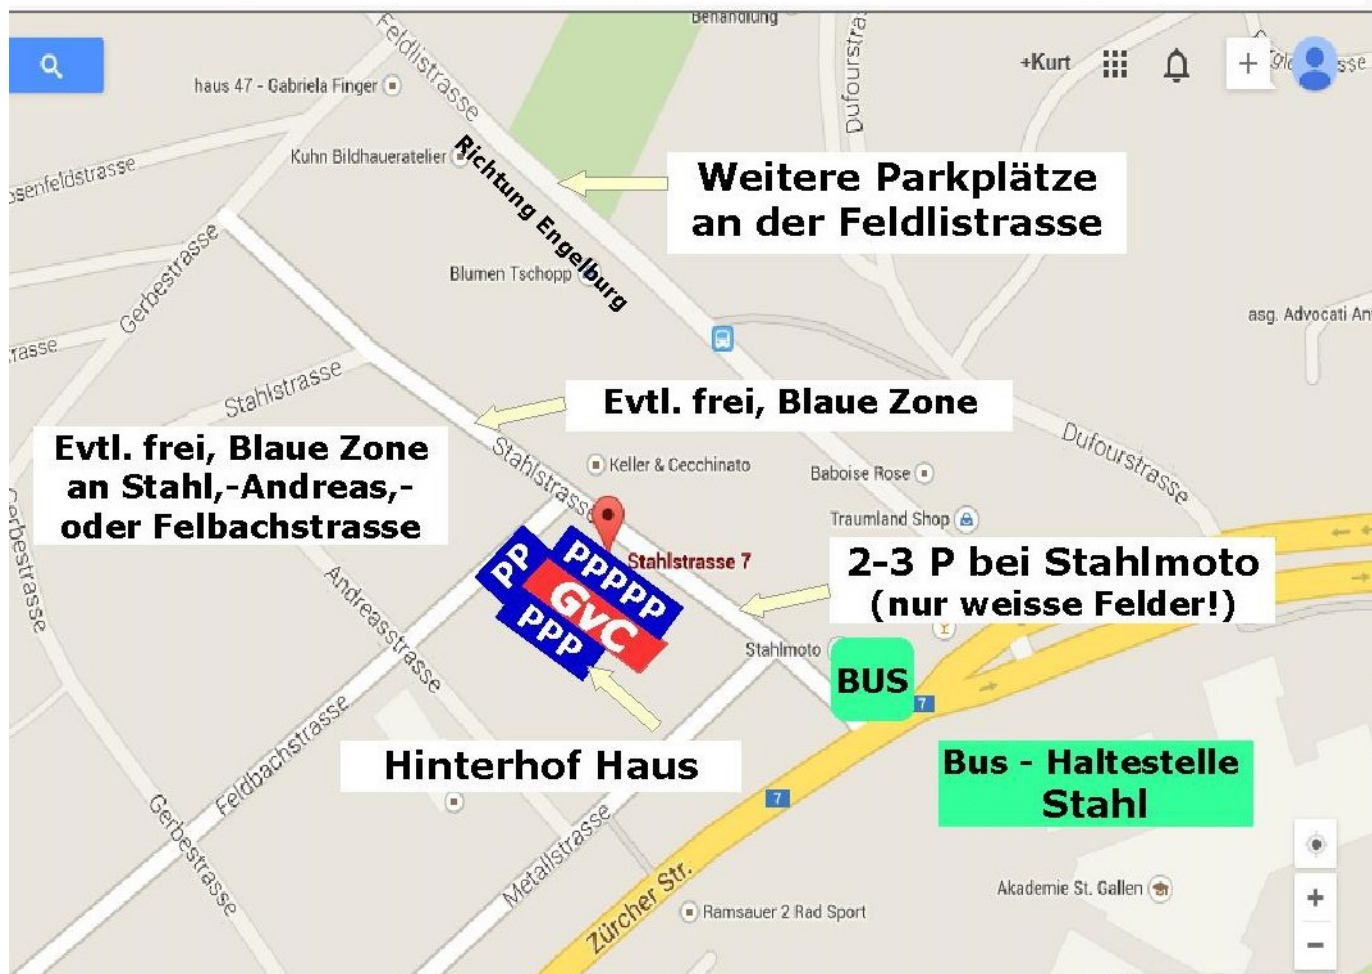 Behandlung
Feldlistrasse
Dufourstra
+Kurt
sse
haus 47 - Gabriela Finger
Kuhn Bildhaueratelier
Richtung Engelburg
Weitere Parkplätze
an der Feldlistrasse
osenfeldstrasse
Gerbestrasse
Blumen Tschopp
asg. Advocati An
rasse
Stahlstrasse
Evtl. frei, Blaue Zone
Evtl. frei, Blaue Zone
an Stahl,-Andreas,-
oder Felbachstrasse
Stahlstrasse
Keller & Cecchinato
Baboise Rose
Dufourstrasse
Traumland Shop
Stahlstrasse 7
2-3 P bei Stahlmoto
(nur weisse Felder!)
PP
PPPPP
GvC
PPP
Gerbestrasse
Andreasstrasse
Stahlmoto
BUS
7
Hinterhof Haus
Bus - Haltestelle
Stahl
7
Feldbachstrasse
Gerbestrasse
Metallstrasse
Zürcher Str.
Ramsauer 2 Rad Sport
Akademie St. Gallen